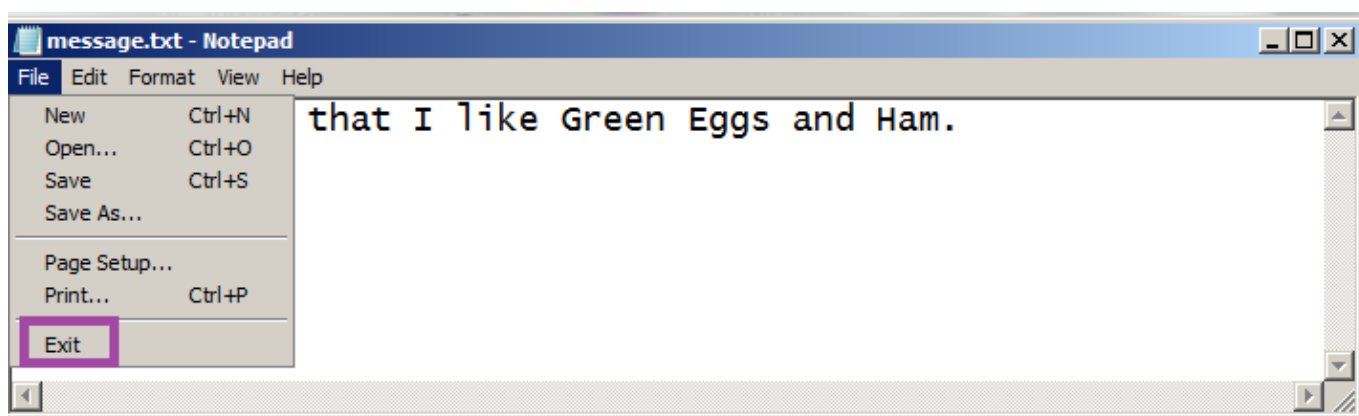 message.txt - Notepad
File Edit Format View Help
that I like Green Eggs and Ham.
New Ctrl+N
Open... Ctrl+O
Save Ctrl+S
Save As...
Page Setup...
Print... Ctrl+P
Exit